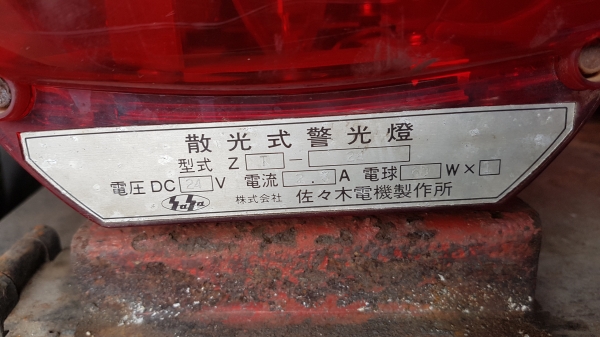 散光式警光燈
型式 Z T -
電圧 DC 24 V 電流 A 電球 W×
SaSa 株式会社 佐々木電機製作所